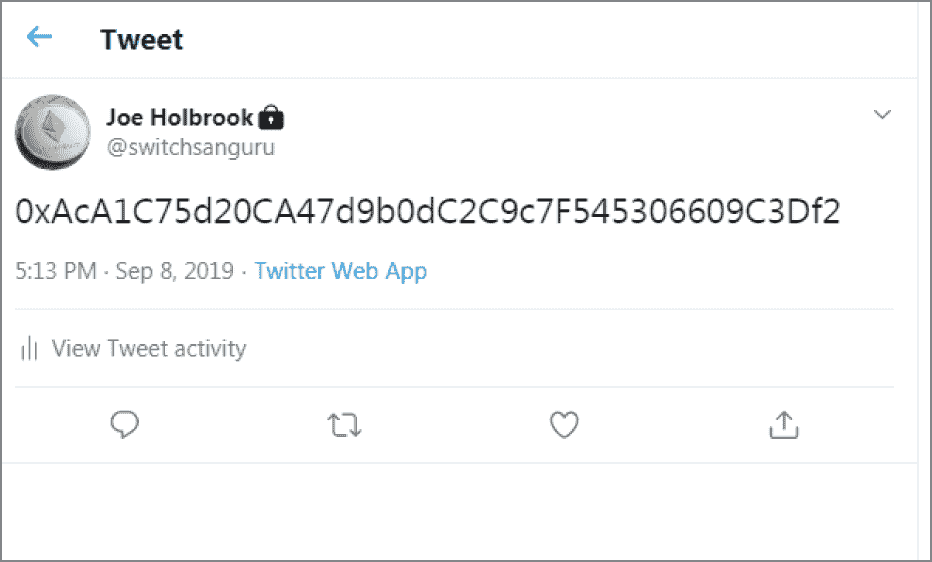 Tweet
Joe Holbrook
@switchsanguru
0xAcA1C75d20CA47d9b0dC2C9c7F545306609C3Df2
5:13 PM · Sep 8, 2019 · Twitter Web App
View Tweet activity